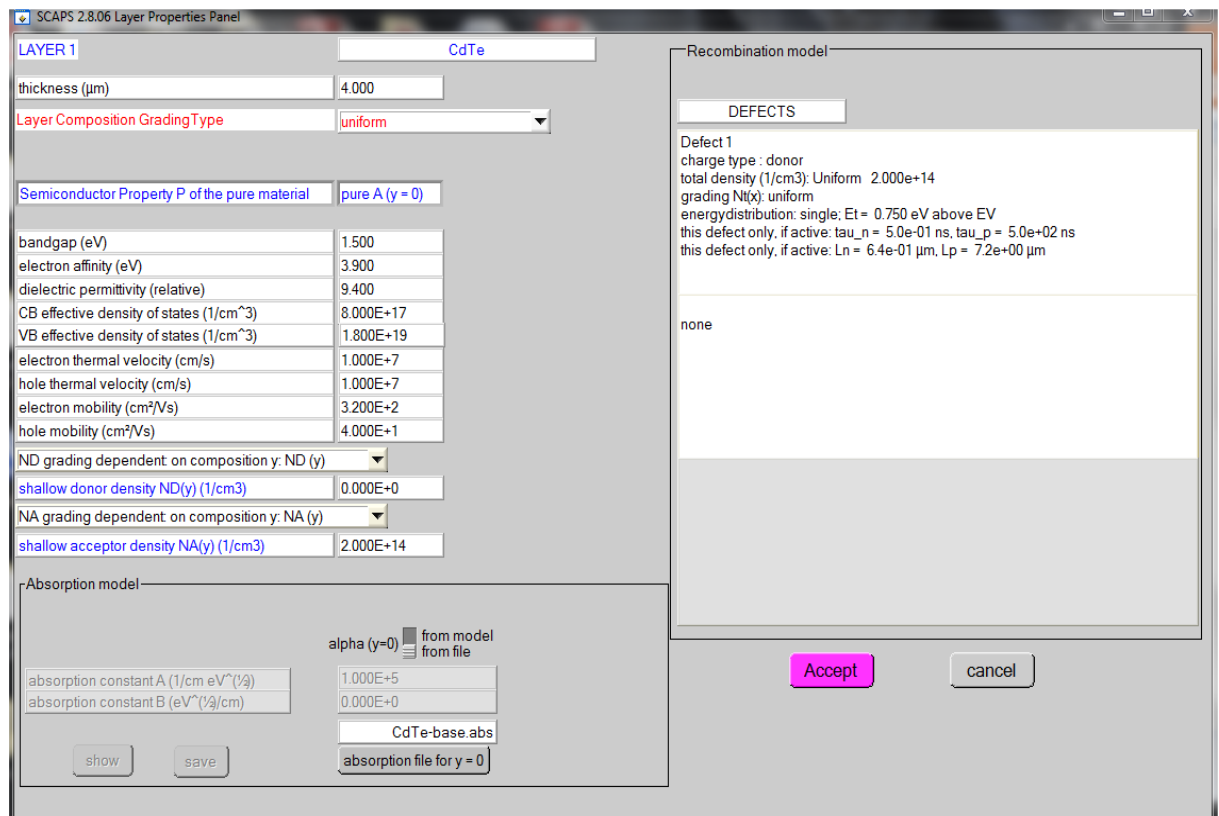 SCAPS 2.8.06 Layer Properties Panel
LAYER 1 CdTe
thickness (µm) 4.000
Layer Composition GradingType uniform
Semiconductor Property P of the pure material pure A (y = 0)
bandgap (eV) 1.500
electron affinity (eV) 3.900
dielectric permittivity (relative) 9.400
CB effective density of states (1/cm^3) 8.000E+17
VB effective density of states (1/cm^3) 1.800E+19
electron thermal velocity (cm/s) 1.000E+7
hole thermal velocity (cm/s) 1.000E+7
electron mobility (cm²/Vs) 3.200E+2
hole mobility (cm²/Vs) 4.000E+1
ND grading dependent on composition y: ND (y)
shallow donor density ND(y) (1/cm3) 0.000E+0
NA grading dependent on composition y: NA (y)
shallow acceptor density NA(y) (1/cm3) 2.000E+14
Absorption model
alpha (y=0) from model
from file
absorption constant A (1/cm eV^(½)) 1.000E+5
absorption constant B (eV^(½)/cm) 0.000E+0
CdTe-base.abs
show save absorption file for y = 0
Recombination model
DEFECTS
Defect 1
charge type : donor
total density (1/cm3): Uniform 2.000e+14
grading Nt(x): uniform
energydistribution: single; Et = 0.750 eV above EV
this defect only, if active: tau_n = 5.0e-01 ns, tau_p = 5.0e+02 ns
this defect only, if active: Ln = 6.4e-01 µm, Lp = 7.2e+00 µm
none
Accept cancel